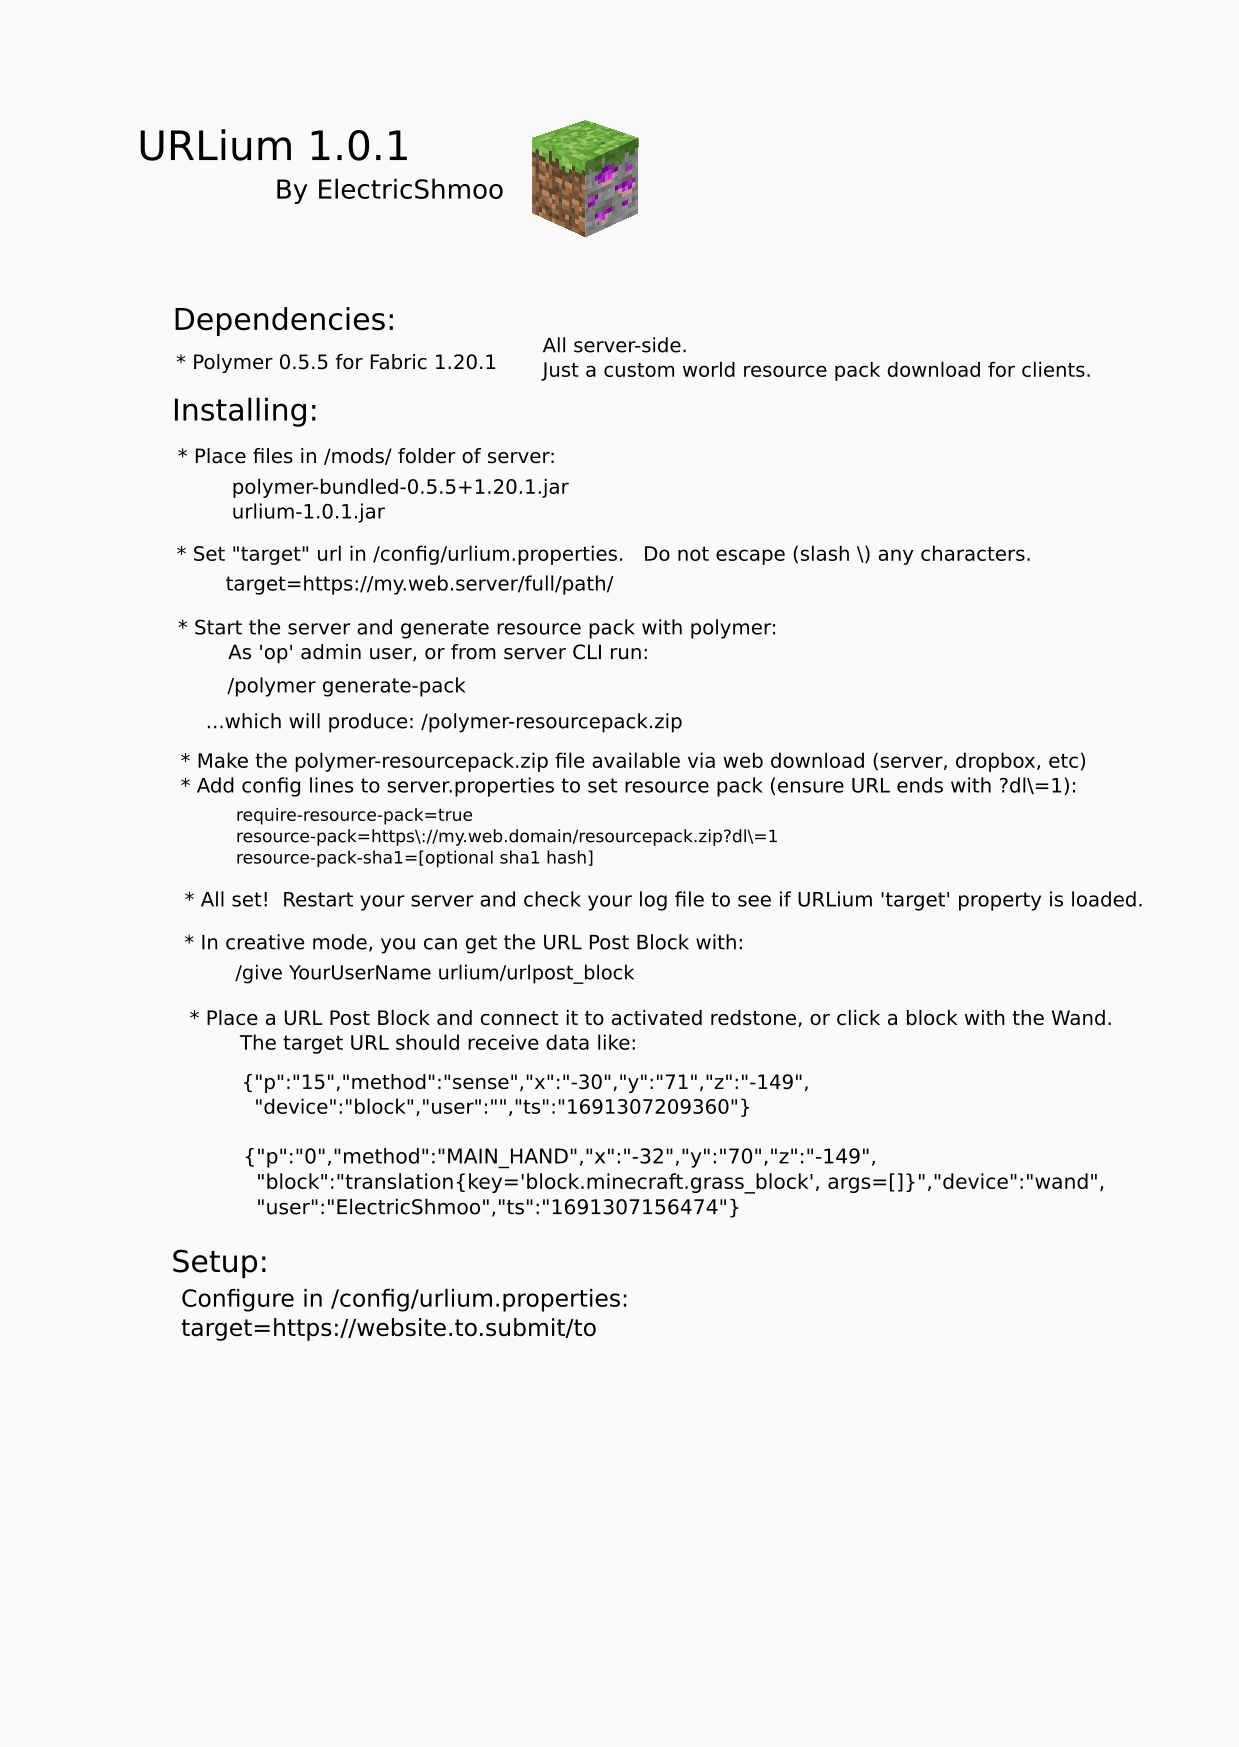 URLium 1.0.1
By ElectricShmoo
Dependencies:
* Polymer 0.5.5 for Fabric 1.20.1
All server-side.
Just a custom world resource pack download for clients.
Installing:
* Place files in /mods/ folder of server:
polymer-bundled-0.5.5+1.20.1.jar
urlium-1.0.1.jar
* Set "target" url in /config/urlium.properties.   Do not escape (slash \) any characters.
target=https://my.web.server/full/path/
* Start the server and generate resource pack with polymer:
As 'op' admin user, or from server CLI run:
/polymer generate-pack
...which will produce: /polymer-resourcepack.zip
* Make the polymer-resourcepack.zip file available via web download (server, dropbox, etc)
* Add config lines to server.properties to set resource pack (ensure URL ends with ?dl\=1):
require-resource-pack=true
resource-pack=https\://my.web.domain/resourcepack.zip?dl\=1
resource-pack-sha1=[optional sha1 hash]
* All set!  Restart your server and check your log file to see if URLium 'target' property is loaded.
* In creative mode, you can get the URL Post Block with:
/give YourUserName urlium/urlpost_block
* Place a URL Post Block and connect it to activated redstone, or click a block with the Wand.
The target URL should receive data like:
{"p":"15","method":"sense","x":"-30","y":"71","z":"-149",
"device":"block","user":"","ts":"1691307209360"}
{"p":"0","method":"MAIN_HAND","x":"-32","y":"70","z":"-149",
"block":"translation{key='block.minecraft.grass_block', args=[]}","device":"wand",
"user":"ElectricShmoo","ts":"1691307156474"}
Setup:
Configure in /config/urlium.properties:
target=https://website.to.submit/to